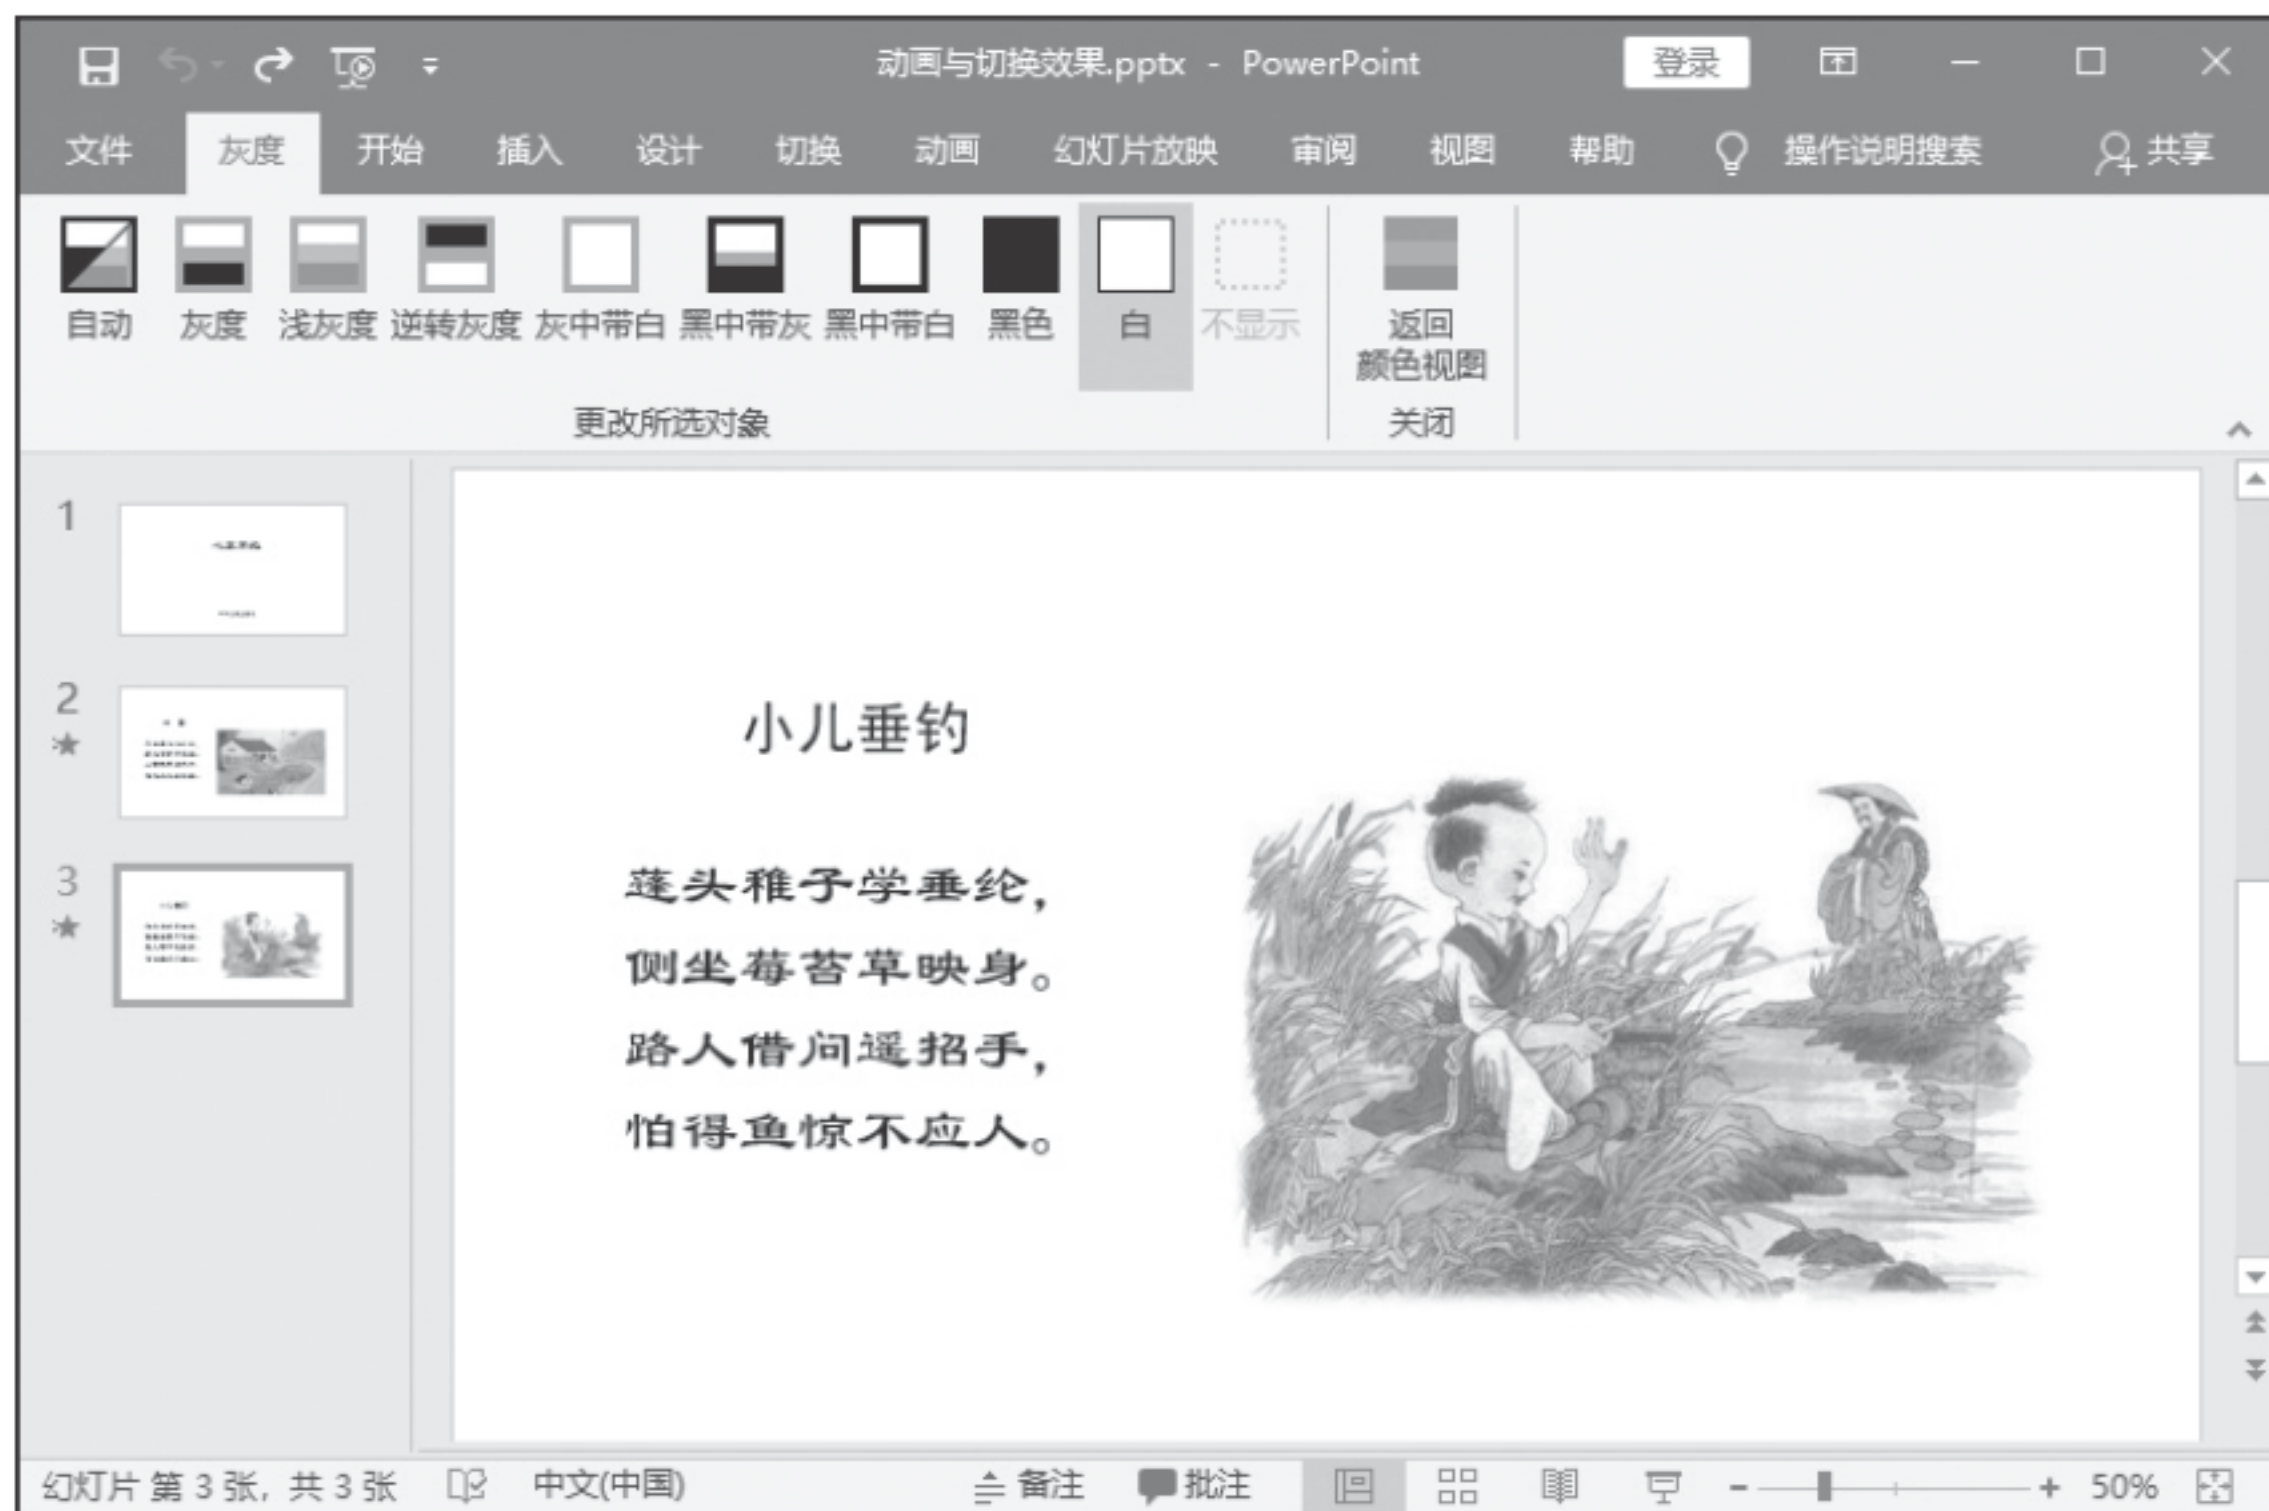 动画与切换效果.pptx - PowerPoint 登录
文件 灰度 开始 插入 设计 切换 动画 幻灯片放映 审阅 视图 帮助 操作说明搜索 共享
自动 灰度 浅灰度 逆转灰度 灰中带白 黑中带灰 黑中带白 黑色 白 不显示 返回
颜色视图
更改所选对象 关闭
1
2
3
小儿垂钓
蓬头稚子学垂纶，
侧坐莓苔草映身。
路人借问遥招手，
怕得鱼惊不应人。
幻灯片 第 3 张，共 3 张 中文(中国) 备注 批注 50%